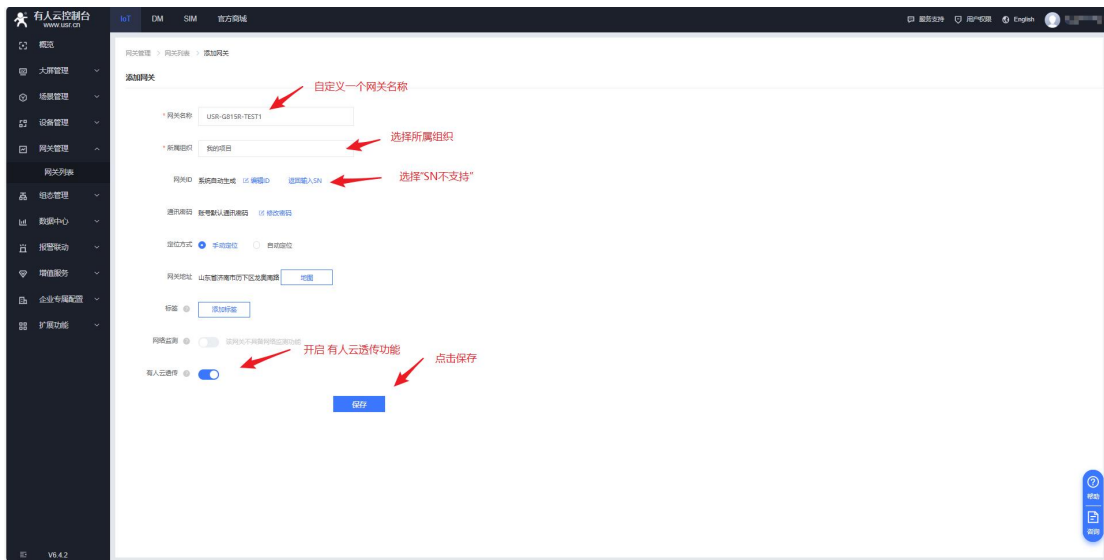 有人云控制台
www.usr.cn
IoT DM SIM 官方商城
服务支持 用户权限 English
概览
大屏管理
场景管理
设备管理
网关管理
网关列表
组态管理
数据中心
报警联动
增值服务
企业专属配置
扩展功能
V6.4.2
网关管理 > 网关列表 > 添加网关
添加网关
自定义一个网关名称
* 网关名称 USR-G815R-TEST1
选择所属组织
* 所属组织 我的项目
网关ID 系统自动生成 编辑ID 返回输入SN 选择"SN不支持"
通讯密码 账号默认通讯密码 修改密码
定位方式 手动定位 自动定位
网关地址 山东省济南市历下区龙奥南路 地图
标签 添加标签
网络监测 该网关不具备网络监测功能
开启 有人云透传功能
点击保存
有人云透传
保存
帮助
咨询